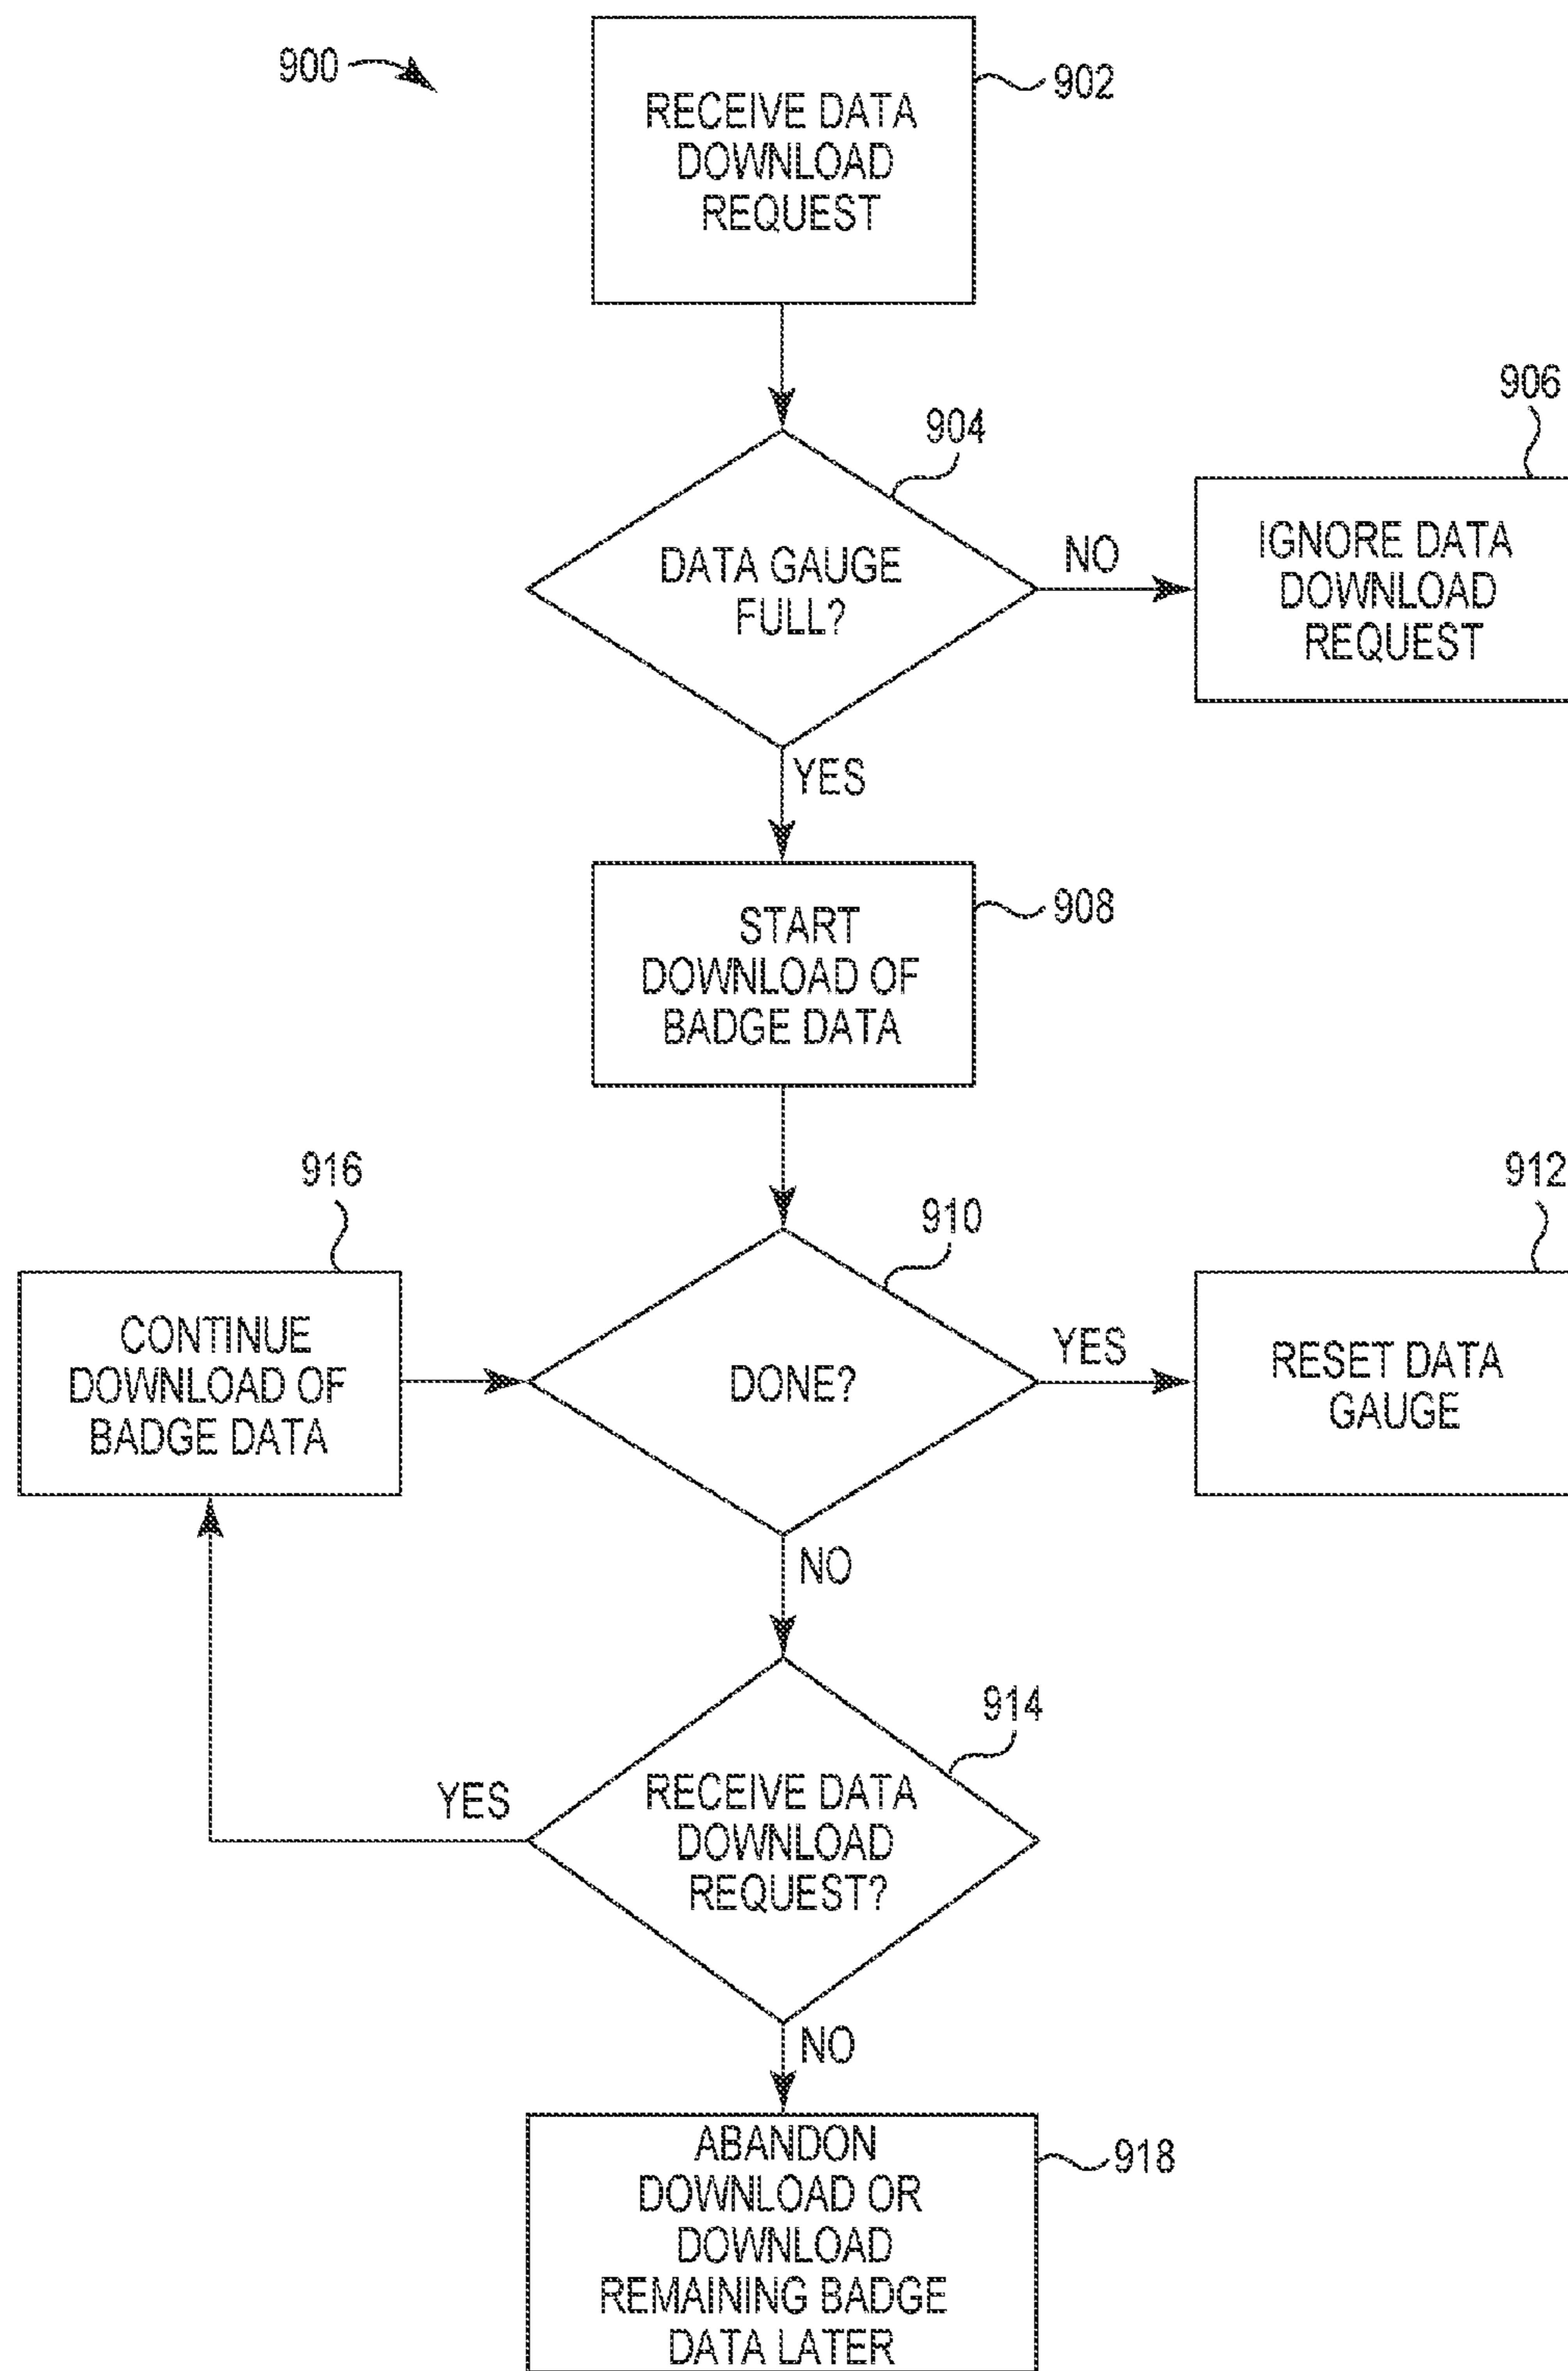 900
RECEIVE DATA
DOWNLOAD
REQUEST
902
904
DATA GAUGE
FULL?
NO
906
IGNORE DATA
DOWNLOAD
REQUEST
YES
START
DOWNLOAD OF
BADGE DATA
908
916
CONTINUE
DOWNLOAD OF
BADGE DATA
910
DONE?
YES
912
RESET DATA
GAUGE
NO
914
RECEIVE DATA
DOWNLOAD
REQUEST?
YES
NO
ABANDON
DOWNLOAD OR
DOWNLOAD
REMAINING BADGE
DATA LATER
918